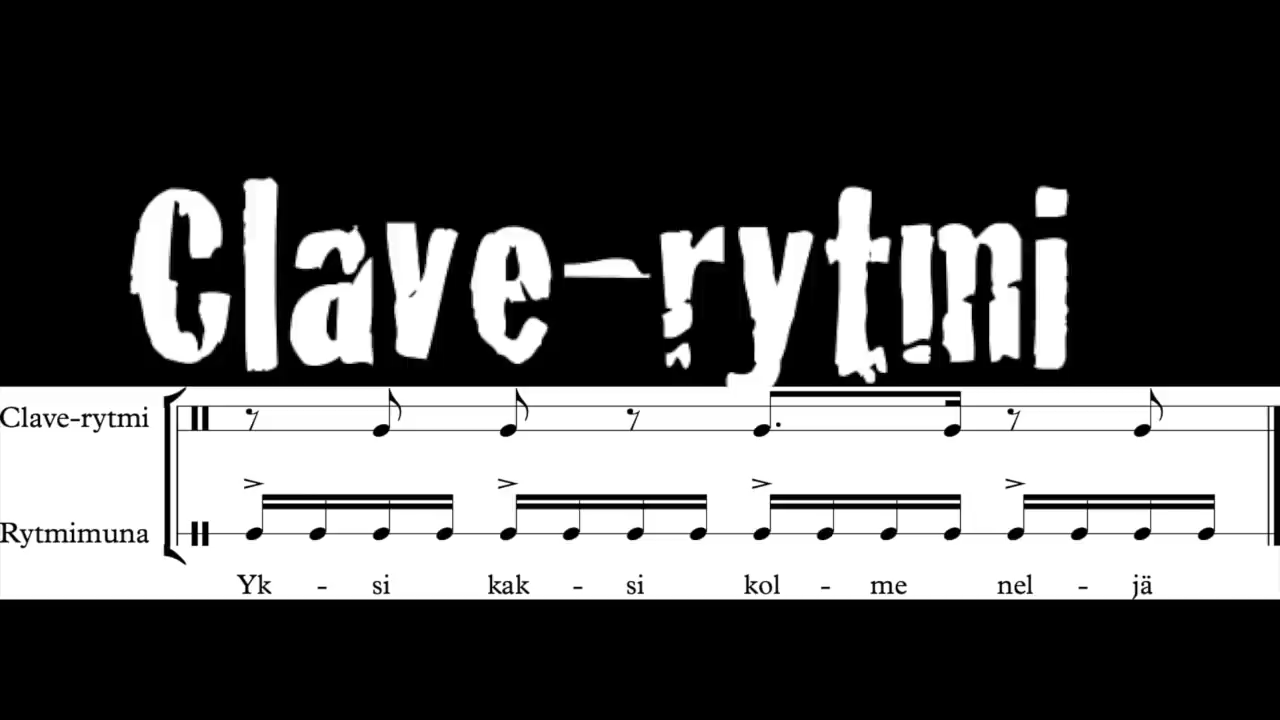 Clave-rytmi
Clave-rytmi
Rytmimuna
Yk - si kak - si kol - me nel - jä